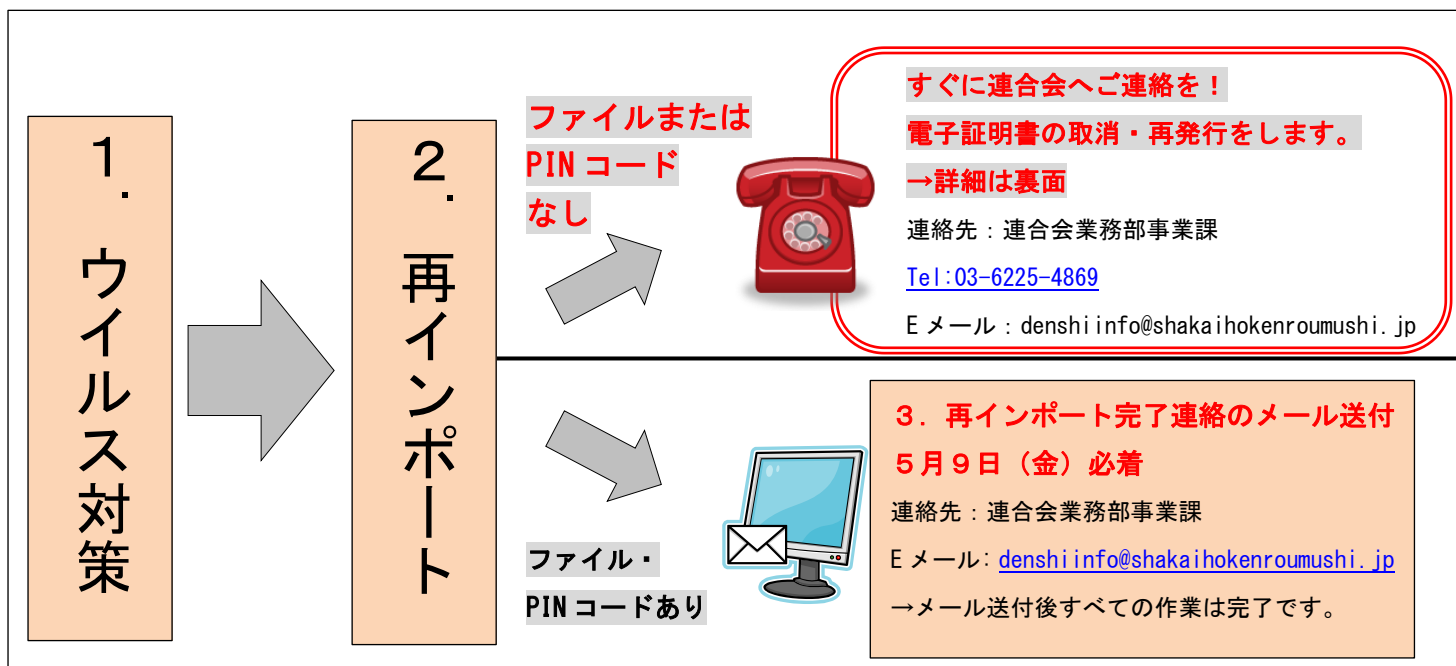 １．ウイルス対策
２．再インポート
ファイルまたは
PINコード
なし
すぐに連合会へご連絡を！
電子証明書の取消・再発行をします。
→詳細は裏面
連絡先：連合会業務部事業課
Tel:03-6225-4869
Eメール：denshiinfo@shakaihokenroumushi.jp
ファイル・
PINコードあり
３．再インポート完了連絡のメール送付
５月９日（金）必着
連絡先：連合会業務部事業課
Eメール：denshiinfo@shakaihokenroumushi.jp
→メール送付後すべての作業は完了です。